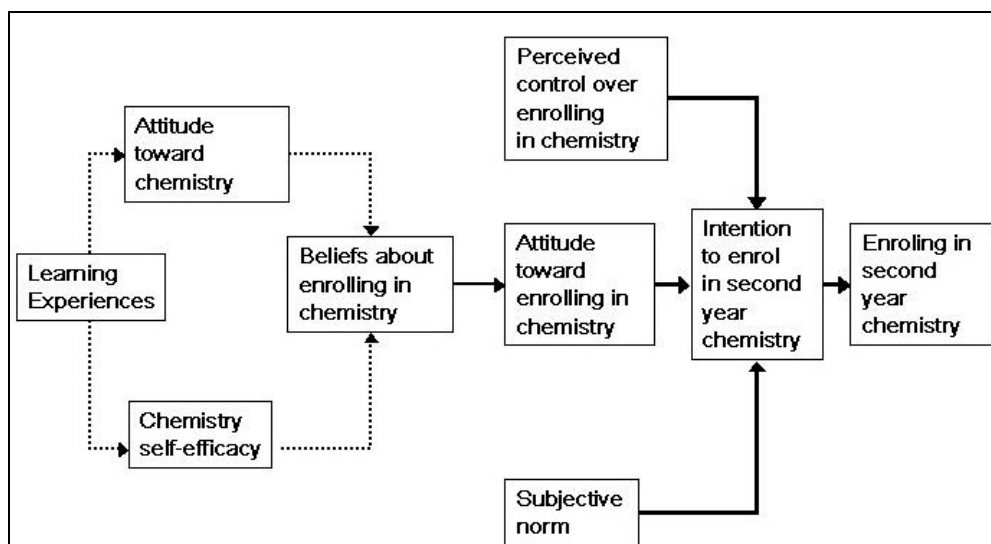 Perceived
control over
enrolling
in chemistry
Attitude
toward
chemistry
Learning
Experiences
Beliefs about
enrolling in
chemistry
Attitude
toward
enrolling in
chemistry
Intention
to enrol
in second
year
chemistry
Enroling in
second
year
chemistry
Chemistry
self-efficacy
Subjective
norm